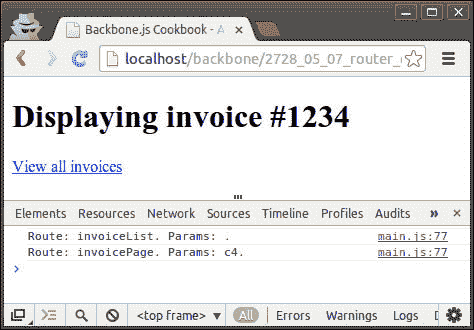 Backbone.js Cookbook - A
localhost/backbone/2728_05_07_router_
Displaying invoice #1234
View all invoices
Elements Resources Network Sources Timeline Profiles Audits »
Route: invoiceList. Params: . main.js:77
Route: invoicePage. Params: c4. main.js:77
<top frame> All Errors Warnings Logs